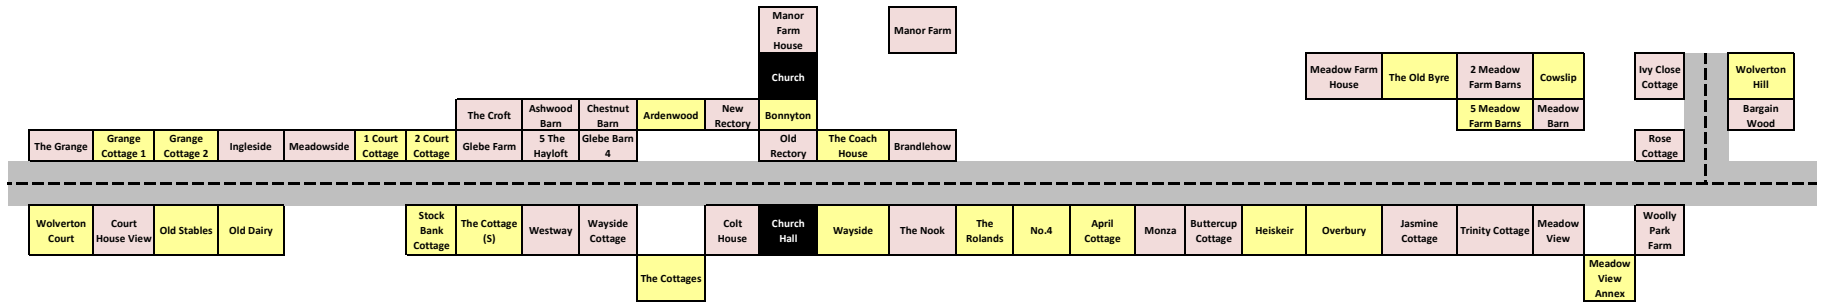 Manor
Farm
House
Manor Farm
Church
Meadow Farm
House
The Old Byre
2 Meadow
Farm Barns
Cowslip
Ivy Close
Cottage
Wolverton
Hill
The Croft
Ashwood
Barn
Chestnut
Barn
Ardenwood
New
Rectory
Bonnyton
5 Meadow
Farm Barns
Meadow
Barn
Bargain
Wood
The Grange
Grange
Cottage 1
Grange
Cottage 2
Ingleside
Meadowside
1 Court
Cottage
2 Court
Cottage
Glebe Farm
5 The
Hayloft
Glebe Barn
4
Old
Rectory
The Coach
House
Brandlehow
Rose
Cottage
Wolverton
Court
Court
House View
Old Stables
Old Dairy
Stock
Bank
Cottage
The Cottage
(S)
Westway
Wayside
Cottage
Colt
House
Church
Hall
Wayside
The Nook
The
Rolands
No.4
April
Cottage
Monza
Buttercup
Cottage
Heiskeir
Overbury
Jasmine
Cottage
Trinity Cottage
Meadow
View
Woolly
Park
Farm
The Cottages
Meadow
View
Annex